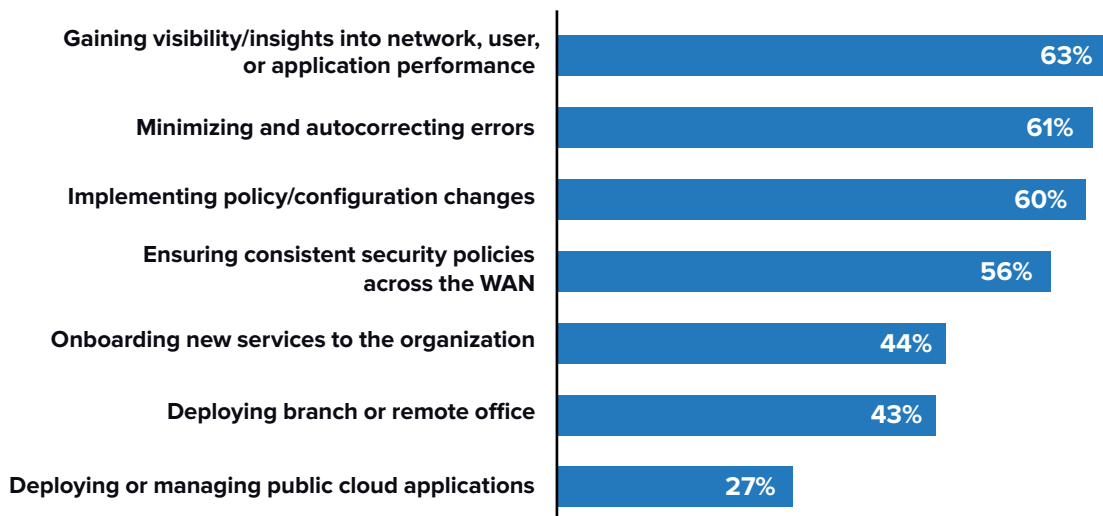 Gaining visibility/insights into network, user,
or application performance
63%
Minimizing and autocorrecting errors
61%
Implementing policy/configuration changes
60%
Ensuring consistent security policies
across the WAN
56%
Onboarding new services to the organization
44%
Deploying branch or remote office
43%
Deploying or managing public cloud applications
27%